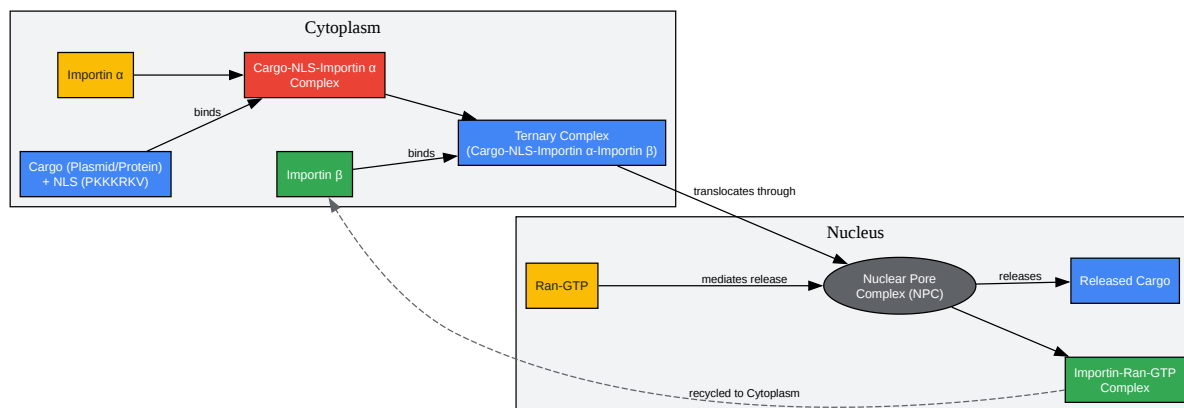 Cytoplasm
Importin α
Cargo-NLS-Importin α
Complex
binds
Ternary Complex
(Cargo-NLS-Importin α-Importin β)
Cargo (Plasmid/Protein)
+ NLS (PKKKRKV)
Importin β
binds
translocates through
Nucleus
Ran-GTP
mediates release
Nuclear Pore
Complex (NPC)
releases
Released Cargo
Importin-Ran-GTP
Complex
recycled to Cytoplasm